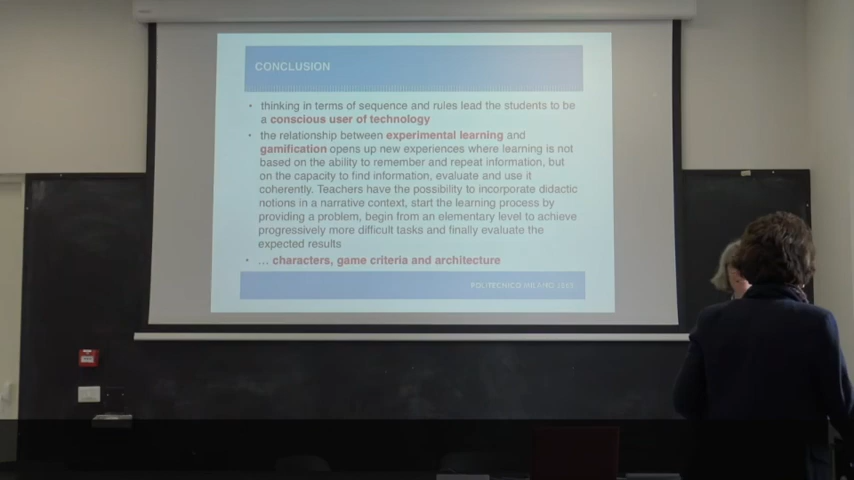 CONCLUSION
• thinking in terms of sequence and rules lead the students to be
a conscious user of technology
• the relationship between experimental learning and
gamification opens up new experiences where learning is not
based on the ability to remember and repeat information, but
on the capacity to find information, evaluate and use it
coherently. Teachers have the possibility to incorporate didactic
notions in a narrative context, start the learning process by
providing a problem, begin from an elementary level to achieve
progressively more difficult tasks and finally evaluate the
expected results
• ... characters, game criteria and architecture
POLITECNICO